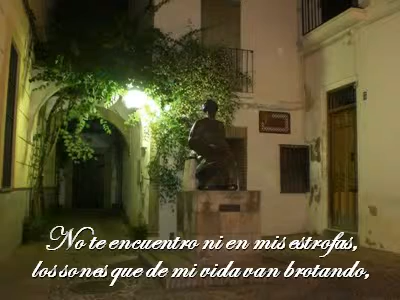 No te encuentro ni en mis estrofas,
los sones que de mi vida van brotando,